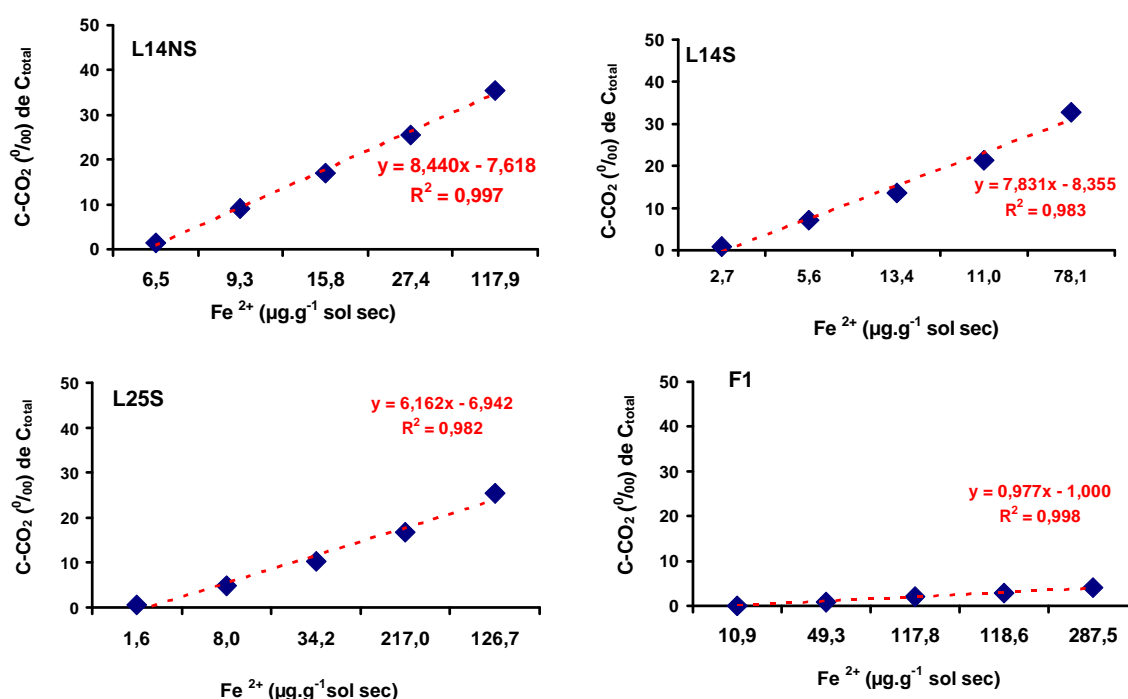 L14NS
C-CO₂ (⁰/₀₀) de C_total
50
40
30
20
10
0
y = 8,440x - 7,618
R² = 0,997
6,5 9,3 15,8 27,4 117,9
Fe ²⁺ (µg.g⁻¹ sol sec)
L14S
C-CO₂ (⁰/₀₀) de C_total
50
40
30
20
10
0
y = 7,831x - 8,355
R² = 0,983
2,7 5,6 13,4 11,0 78,1
Fe ²⁺ (µg.g⁻¹ sol sec)
L25S
C-CO₂ (⁰/₀₀) de C_total
50
40
30
20
10
0
y = 6,162x - 6,942
R² = 0,982
1,6 8,0 34,2 217,0 126,7
Fe ²⁺ (µg.g⁻¹ sol sec)
F1
C-CO₂ (⁰/₀₀) de C_total
50
40
30
20
10
0
y = 0,977x - 1,000
R² = 0,998
10,9 49,3 117,8 118,6 287,5
Fe ²⁺ (µg.g⁻¹ sol sec)